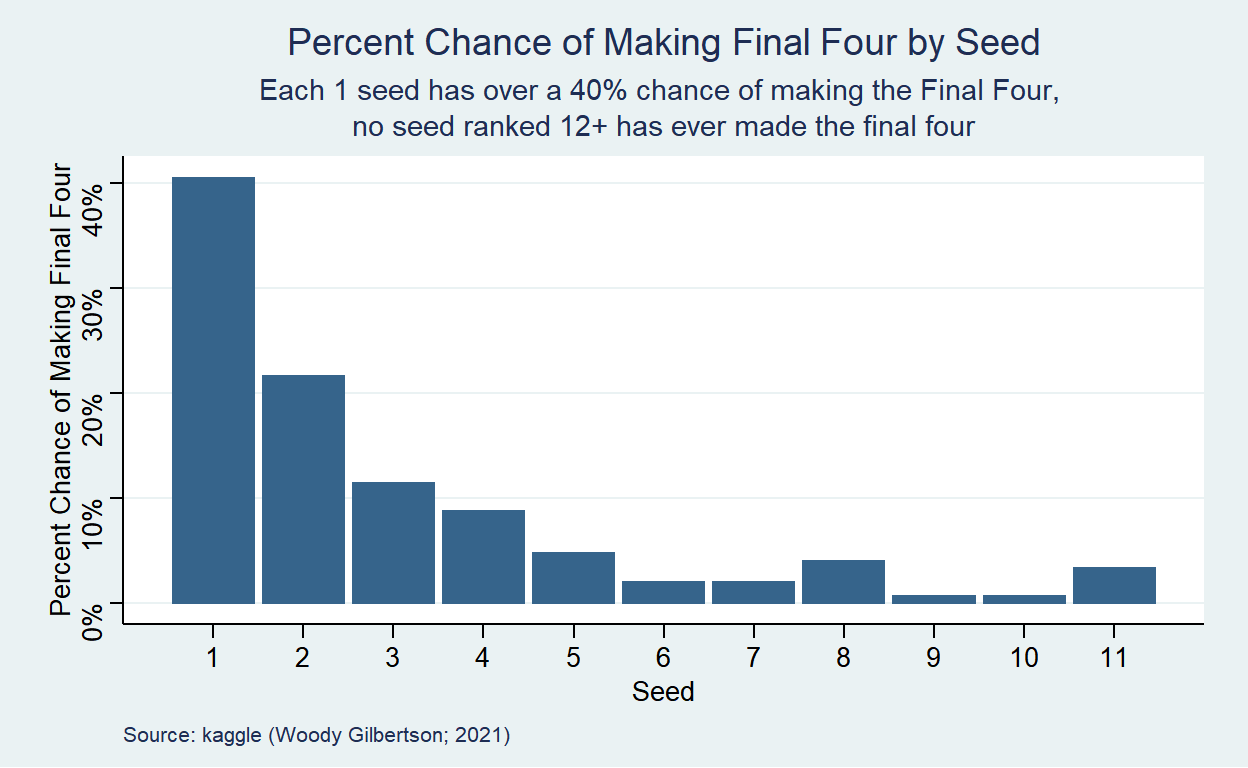 Percent Chance of Making Final Four by Seed
Each 1 seed has over a 40% chance of making the Final Four,
no seed ranked 12+ has ever made the final four
Percent Chance of Making Final Four
40%
30%
20%
10%
0%
1 2 3 4 5 6 7 8 9 10 11
Seed
Source: kaggle (Woody Gilbertson; 2021)